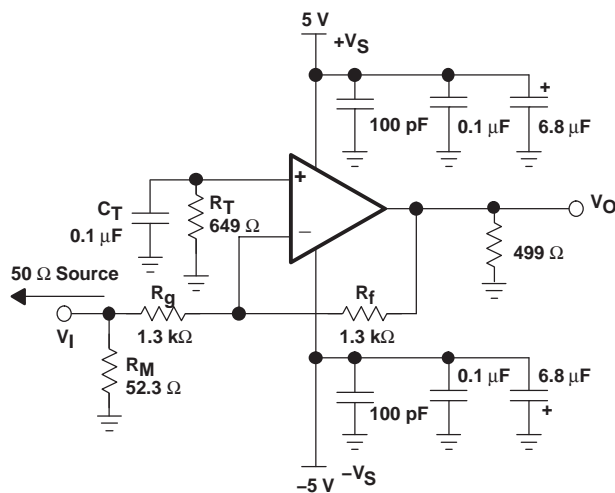 5 V
+VS
+
100 pF
0.1 µF
6.8 µF
+
CT
0.1 µF
RT
649 Ω
_
VO
499 Ω
50 Ω Source
VI
Rg
1.3 kΩ
Rf
1.3 kΩ
RM
52.3 Ω
0.1 µF
6.8 µF
100 pF
+
−5 V
−VS